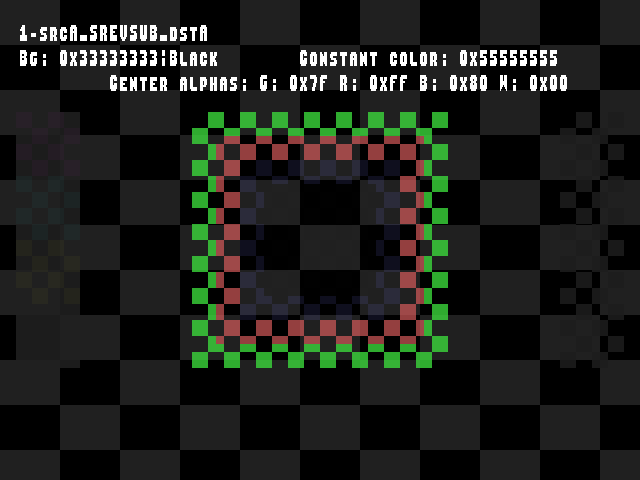 1-srcA_SREVSUB_dstA
Bg: 0x33333333¦Black Constant color: 0x55555555
Center alphas: G: 0x7f R: 0xff B: 0x80 W: 0x00